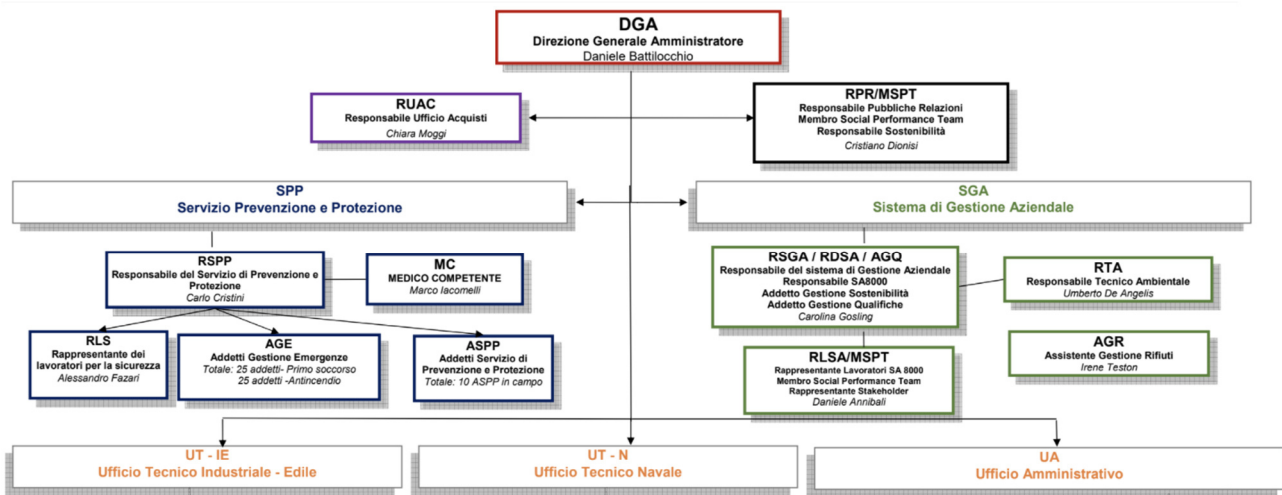 DGA
Direzione Generale Amministratore
Daniele Battilocchio
RUAC
Responsabile Ufficio Acquisti
Chiara Moggi
RPR/MSPT
Responsabile Pubbliche Relazioni
Membro Social Performance Team
Responsabile Sostenibilità
Cristiano Dionisi
SPP
Servizio Prevenzione e Protezione
SGA
Sistema di Gestione Aziendale
RSPP
Responsabile del Servizio di Prevenzione e
Protezione
Carlo Cristini
MC
MEDICO COMPETENTE
Marco Iacomelli
RSGA / RDSA / AGQ
Responsabile del sistema di Gestione Aziendale
Responsabile SA8000
Addetto Gestione Sostenibilità
Addetto Gestione Qualifiche
Carolina Gosling
RTA
Responsabile Tecnico Ambientale
Umberto De Angelis
RLS
Rappresentante dei
lavoratori per la sicurezza
Alessandro Fazari
AGE
Addetti Gestione Emergenze
Totale: 25 addetti- Primo soccorso
25 addetti -Antincendio
ASPP
Addetti Servizio di
Prevenzione e Protezione
Totale: 10 ASPP in campo
RLSA/MSPT
Rappresentante Lavoratori SA 8000
Membro Social Performance Team
Rappresentante Stakeholder
Daniele Annibali
AGR
Assistente Gestione Rifiuti
Irene Teston
UT - IE
Ufficio Tecnico Industriale - Edile
UT - N
Ufficio Tecnico Navale
UA
Ufficio Amministrativo